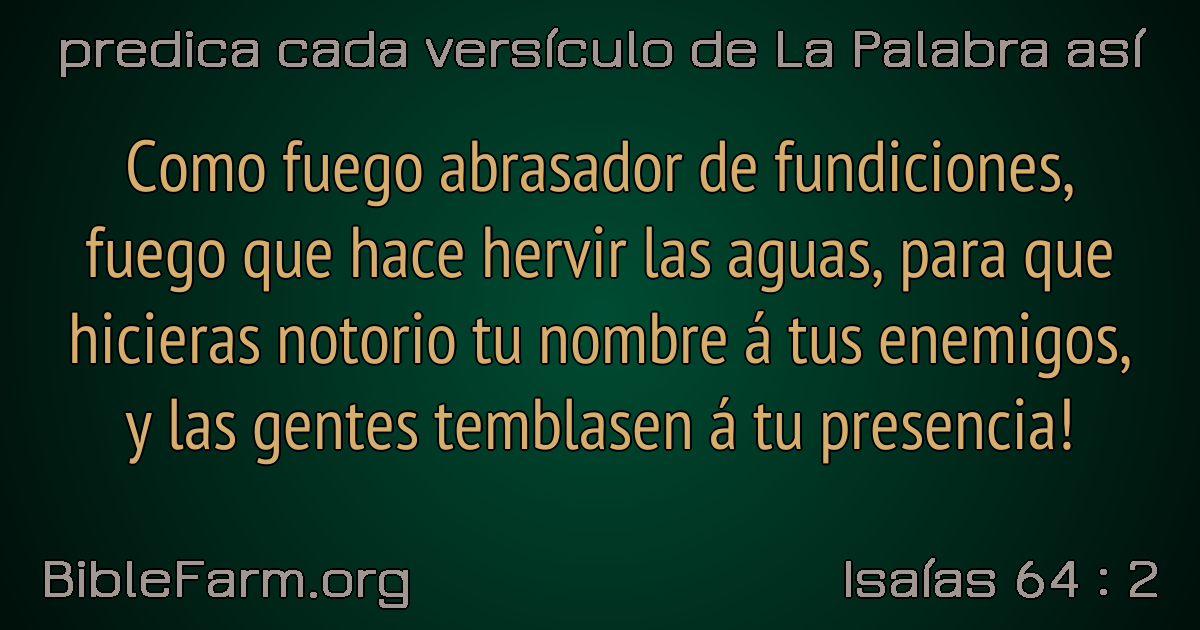 predica cada versículo de La Palabra así
Como fuego abrasador de fundiciones,
fuego que hace hervir las aguas, para que
hicieras notorio tu nombre á tus enemigos,
y las gentes temblasen á tu presencia!
BibleFarm.org
Isaías 64 : 2